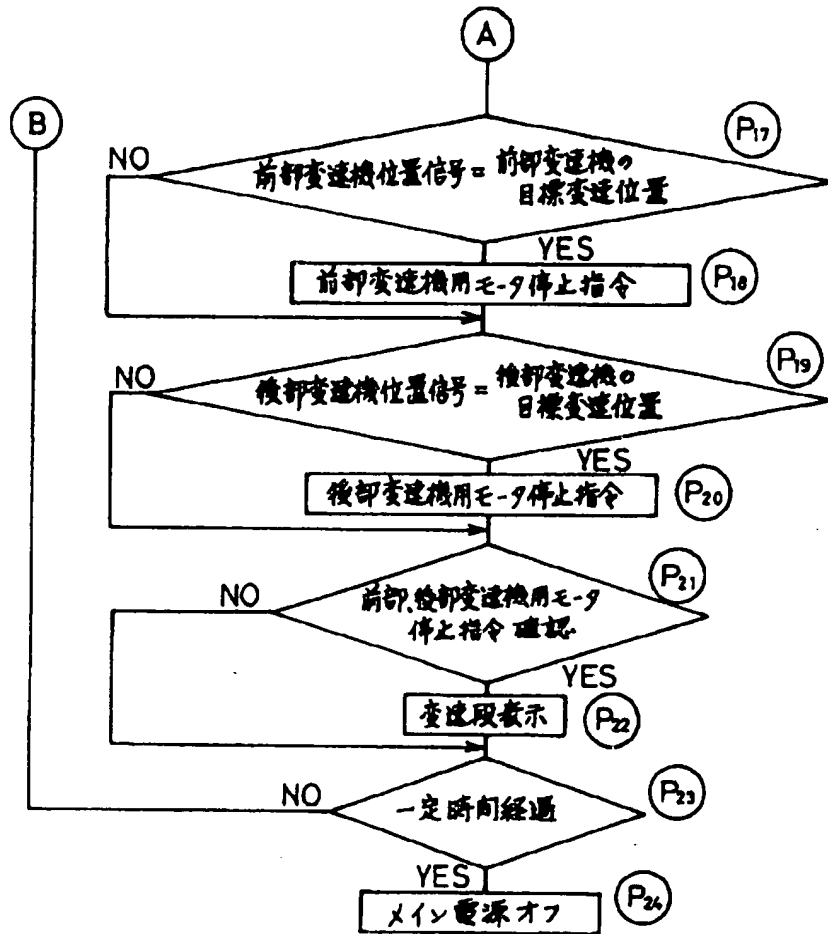 A
B
P17
NO
前部変速機位置信号=前部変速機の
目標変速位置
YES
前部変速機用モータ停止指令
P18
P19
NO
後部変速機位置信号=後部変速機の
目標変速位置
YES
後部変速機用モータ停止指令
P20
P21
NO
前部、後部変速機用モータ
停止指令確認
YES
変速段表示
P22
NO
一定時間経過
P23
YES
メイン電源オフ
P24